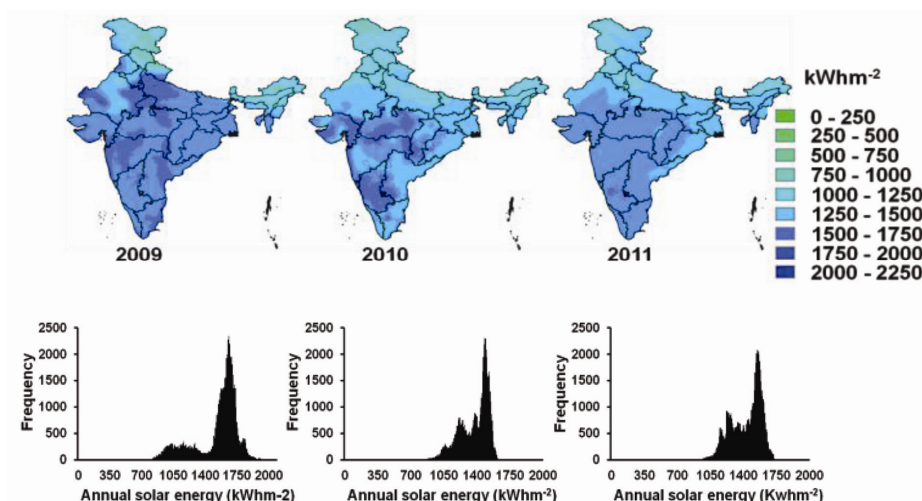 kWhm-2
0 - 250
250 - 500
500 - 750
750 - 1000
1000 - 1250
1250 - 1500
1500 - 1750
1750 - 2000
2000 - 2250
2009
2010
2011
2500
2000
1500
1000
500
0
Frequency
0 350 700 1050 1400 1750 2000
Annual solar energy (kWhm-2)
2500
2000
1500
1000
500
0
Frequency
0 350 700 1050 1400 1750 2000
Annual solar energy (kWhm-2)
2500
2000
1500
1000
500
0
Frequency
0 350 700 1050 1400 1750 2000
Annual solar energy (Kwhm-2)